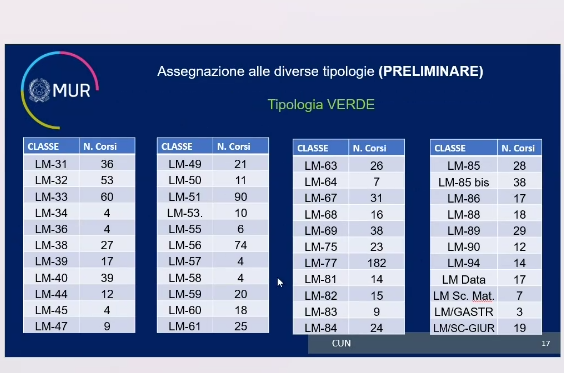 MUR
Assegnazione alle diverse tipologie (PRELIMINARE)
Tipologia VERDE
CLASSE N. Corsi
LM-31 36
LM-32 53
LM-33 60
LM-34 4
LM-36 4
LM-38 27
LM-39 17
LM-40 39
LM-44 12
LM-45 4
LM-47 9
CLASSE N. Corsi
LM-49 21
LM-50 11
LM-51 90
LM-53. 10
LM-55 6
LM-56 74
LM-57 4
LM-58 4
LM-59 20
LM-60 18
LM-61 25
CLASSE N. Corsi
LM-63 26
LM-64 7
LM-67 31
LM-68 16
LM-69 38
LM-75 23
LM-77 182
LM-81 14
LM-82 15
LM-83 9
LM-84 24
CLASSE N. Corsi
LM-85 28
LM-85 bis 38
LM-86 17
LM-88 18
LM-89 29
LM-90 12
LM-94 14
LM Data 17
LM Sc. Mat. 7
LM/GASTR 3
LM/SC-GIUR 19
CUN 17